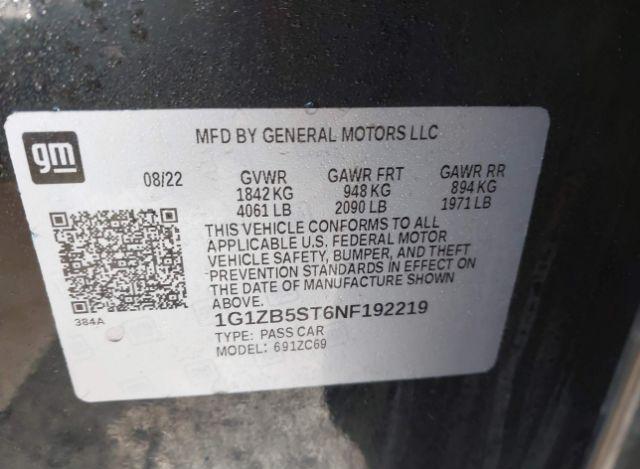 gm
MFD BY GENERAL MOTORS LLC
08/22 GVWR GAWR FRT GAWR RR
1842 KG 948 KG 894 KG
4061 LB 2090 LB 1971 LB
THIS VEHICLE CONFORMS TO ALL
APPLICABLE U.S. FEDERAL MOTOR
VEHICLE SAFETY, BUMPER, AND THEFT
PREVENTION STANDARDS IN EFFECT ON
THE DATE OF MANUFACTURE SHOWN
ABOVE.
384A
1G1ZB5ST6NF192219
TYPE: PASS CAR
MODEL: 691ZC69